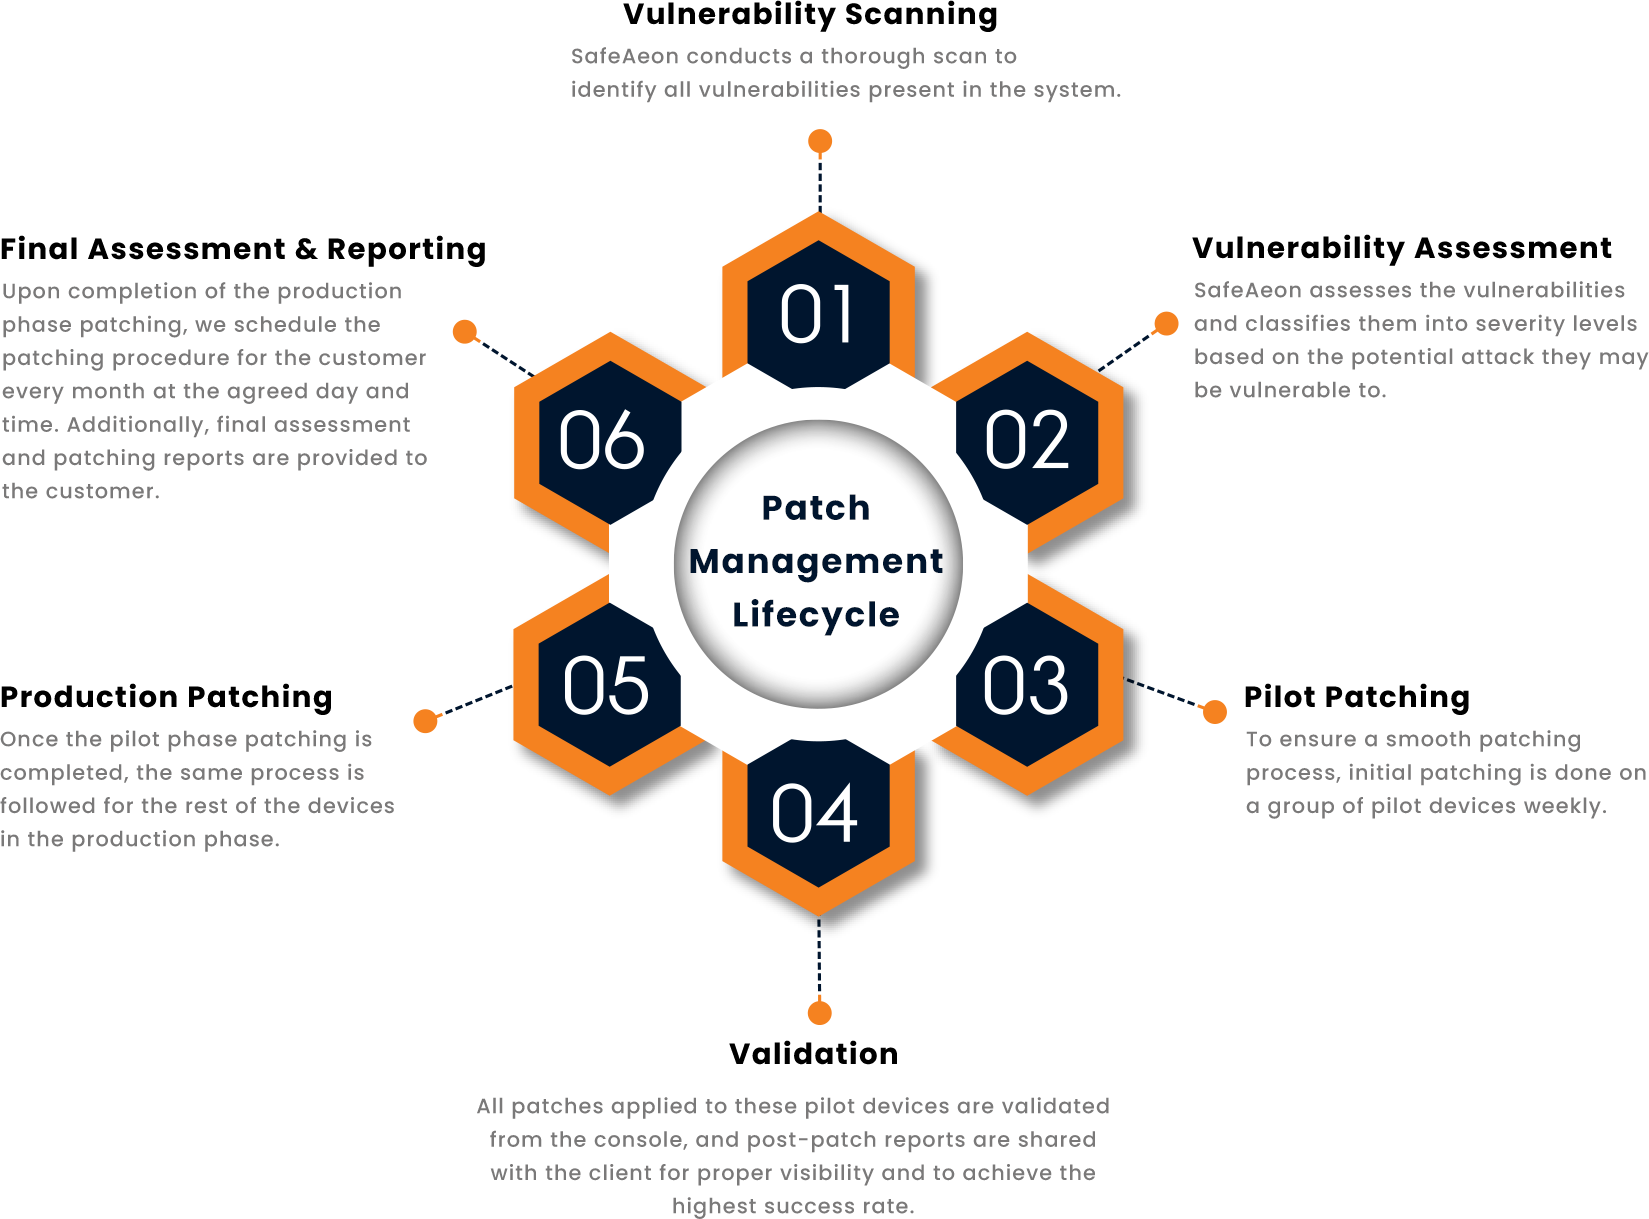 Vulnerability Scanning
SafeAeon conducts a thorough scan to
identify all vulnerabilities present in the system.
01
Vulnerability Assessment
SafeAeon assesses the vulnerabilities
and classifies them into severity levels
based on the potential attack they may
be vulnerable to.
02
Pilot Patching
To ensure a smooth patching
process, initial patching is done on
a group of pilot devices weekly.
03
04
Validation
All patches applied to these pilot devices are validated
from the console, and post-patch reports are shared
with the client for proper visibility and to achieve the
highest success rate.
05
Production Patching
Once the pilot phase patching is
completed, the same process is
followed for the rest of the devices
in the production phase.
06
Final Assessment & Reporting
Upon completion of the production
phase patching, we schedule the
patching procedure for the customer
every month at the agreed day and
time. Additionally, final assessment
and patching reports are provided to
the customer.
Patch
Management
Lifecycle